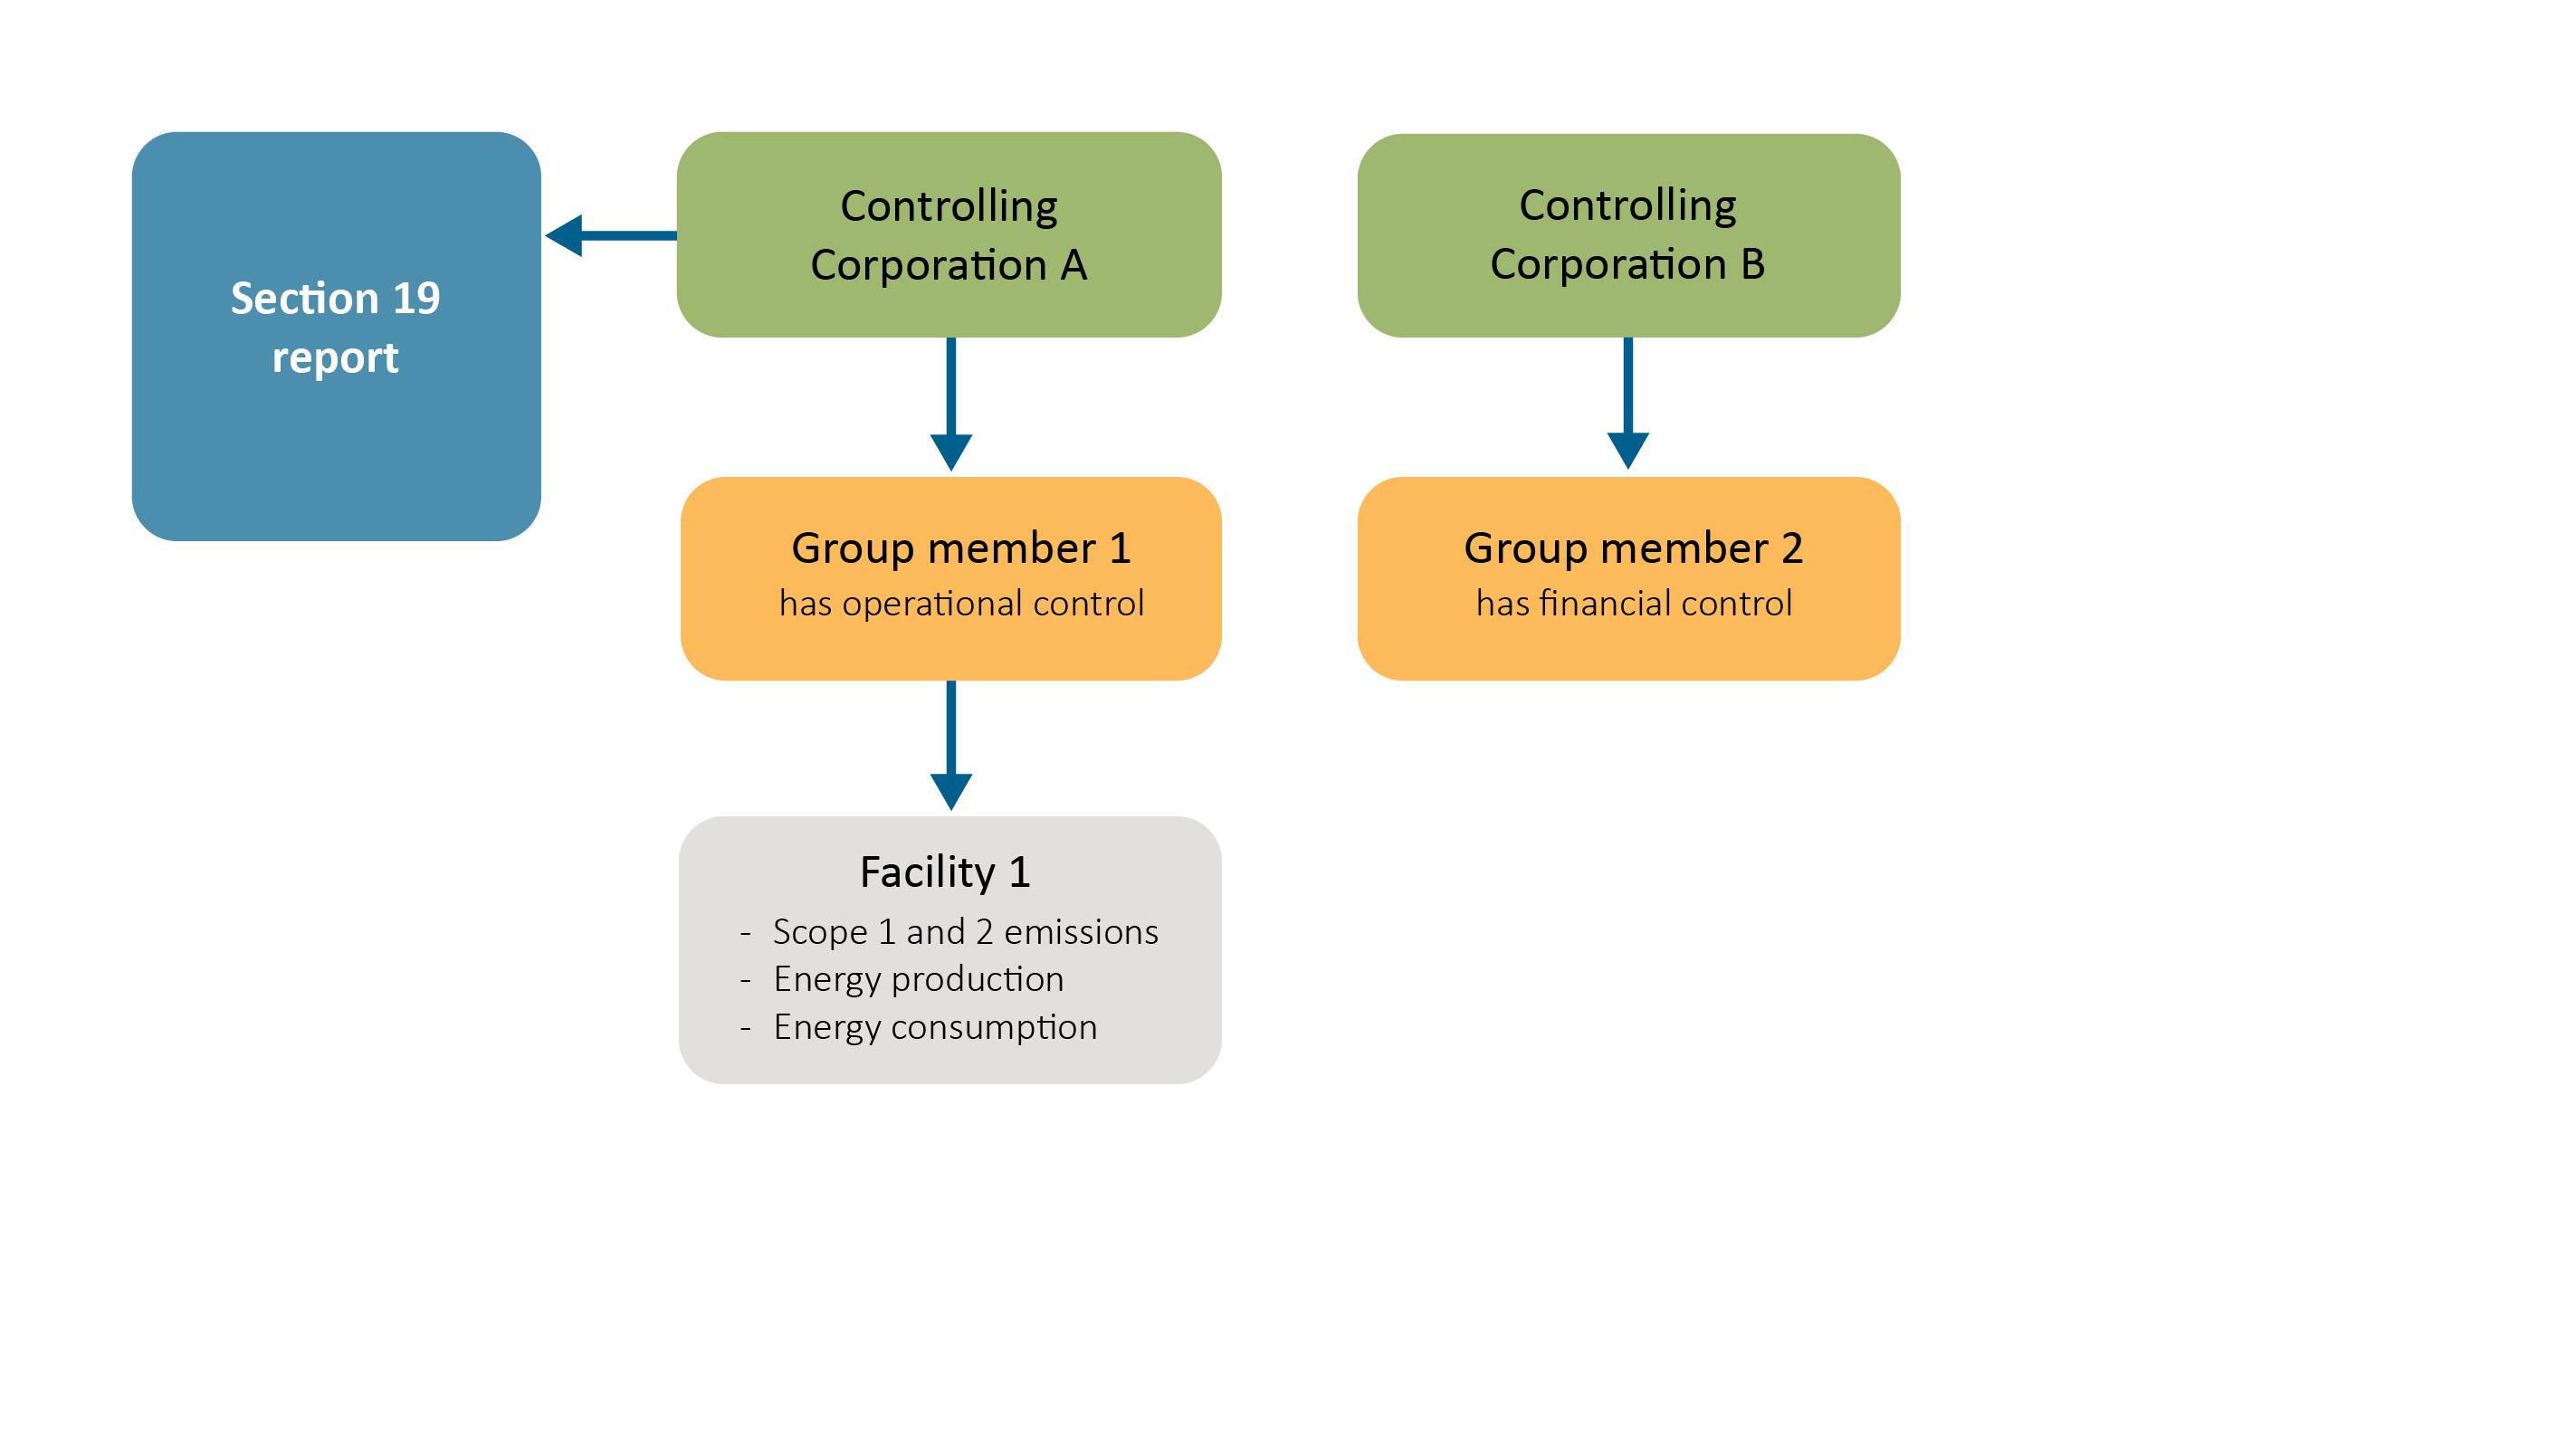 Section 19
report
Controlling
Corporation A
Controlling
Corporation B
Group member 1
has operational control
Group member 2
has financial control
Facility 1
- Scope 1 and 2 emissions
- Energy production
- Energy consumption